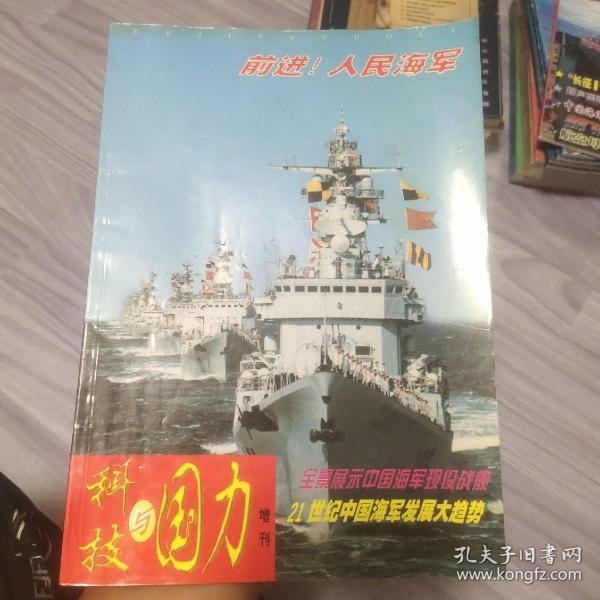 KEJIYUGUOLI
前进！人民海军
全景展示中国海军现役战舰
21世纪中国海军发展大趋势
科技与国力
增刊
孔夫子旧书网
www.kongfz.com